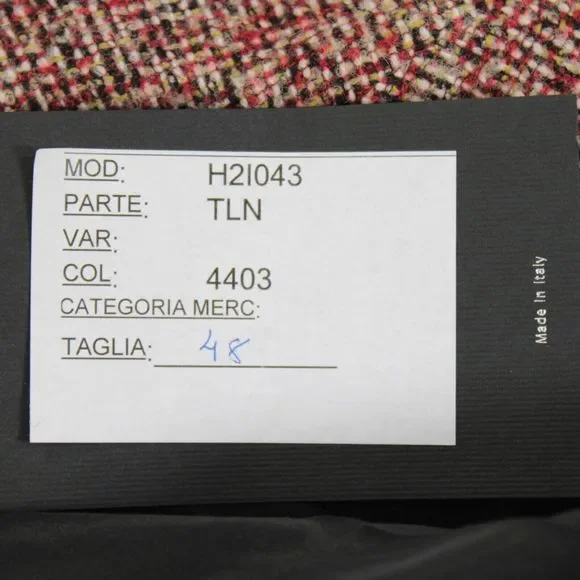 MOD: H2I043
PARTE: TLN
VAR:
COL: 4403
CATEGORIA MERC:
TAGLIA: 48
Made in Italy